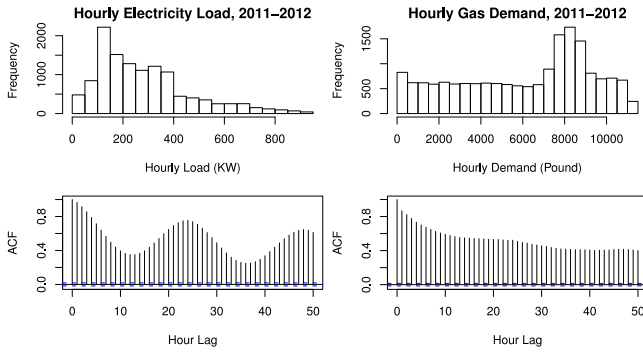 Hourly Electricity Load, 2011−2012
Frequency
0
1000
2000
0 200 400 600 800
Hourly Load (KW)
Hourly Gas Demand, 2011−2012
Frequency
0
500
1500
0 2000 4000 6000 8000 10000
Hourly Demand (Pound)
ACF
0.0
0.4
0.8
0 10 20 30 40 50
Hour Lag
ACF
0.0
0.4
0.8
0 10 20 30 40 50
Hour Lag